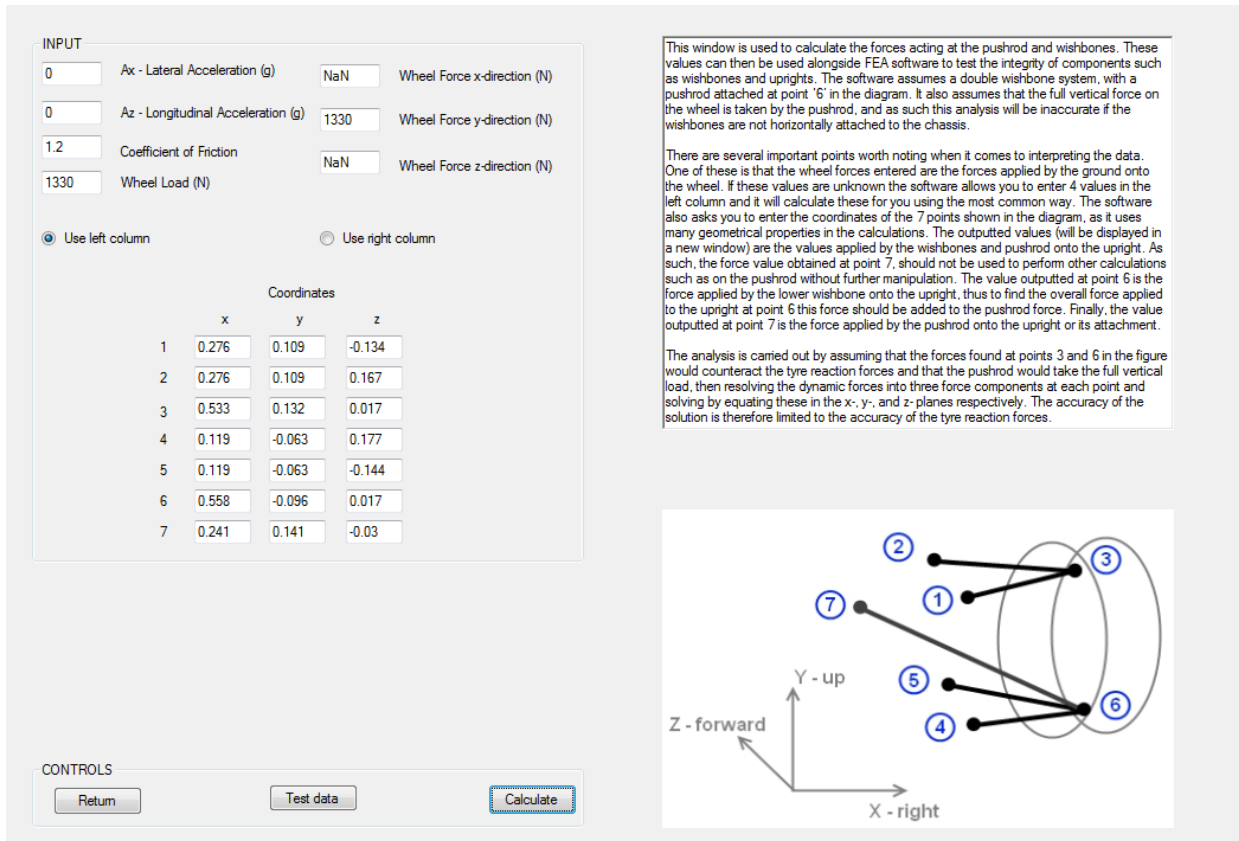 INPUT
0 Ax - Lateral Acceleration (g) NaN Wheel Force x-direction (N)
0 Az - Longitudinal Acceleration (g) 1330 Wheel Force y-direction (N)
1.2 Coefficient of Friction NaN Wheel Force z-direction (N)
1330 Wheel Load (N)
Use left column Use right column
Coordinates
x y z
1 0.276 0.109 -0.134
2 0.276 0.109 0.167
3 0.533 0.132 0.017
4 0.119 -0.063 0.177
5 0.119 -0.063 -0.144
6 0.558 -0.096 0.017
7 0.241 0.141 -0.03
CONTROLS
Return Test data Calculate
This window is used to calculate the forces acting at the pushrod and wishbones. These
values can then be used alongside FEA software to test the integrity of components such
as wishbones and uprights. The software assumes a double wishbone system, with a
pushrod attached at point '6' in the diagram. It also assumes that the full vertical force on
the wheel is taken by the pushrod, and as such this analysis will be inaccurate if the
wishbones are not horizontally attached to the chassis.
There are several important points worth noting when it comes to interpreting the data.
One of these is that the wheel forces entered are the forces applied by the ground onto
the wheel. If these values are unknown the software allows you to enter 4 values in the
left column and it will calculate these for you using the most common way. The software
also asks you to enter the coordinates of the 7 points shown in the diagram, as it uses
many geometrical properties in the calculations. The outputted values (will be displayed in
a new window) are the values applied by the wishbones and pushrod onto the upright. As
such, the force value obtained at point 7, should not be used to perform other calculations
such as on the pushrod without further manipulation. The value outputted at point 6 is the
force applied by the lower wishbone onto the upright, thus to find the overall force applied
to the upright at point 6 this force should be added to the pushrod force. Finally, the value
outputted at point 7 is the force applied by the pushrod onto the upright or its attachment.
The analysis is carried out by assuming that the forces found at points 3 and 6 in the figure
would counteract the tyre reaction forces and that the pushrod would take the full vertical
load, then resolving the dynamic forces into three force components at each point and
solving by equating these in the x-, y-, and z- planes respectively. The accuracy of the
solution is therefore limited to the accuracy of the tyre reaction forces.
2
3
1
7
Y - up
5
6
Z - forward
4
X - right